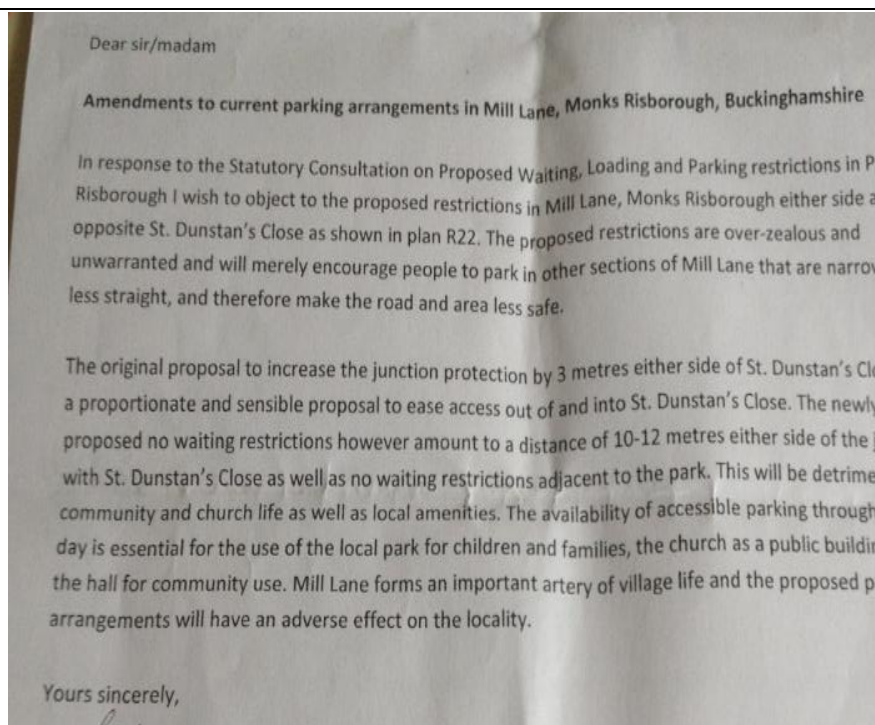 Dear sir/madam
Amendments to current parking arrangements in Mill Lane, Monks Risborough, Buckinghamshire
In response to the Statutory Consultation on Proposed Waiting, Loading and Parking restrictions in P
Risborough I wish to object to the proposed restrictions in Mill Lane, Monks Risborough either side a
opposite St. Dunstan's Close as shown in plan R22. The proposed restrictions are over-zealous and
unwarranted and will merely encourage people to park in other sections of Mill Lane that are narrow
less straight, and therefore make the road and area less safe.
The original proposal to increase the junction protection by 3 metres either side of St. Dunstan's Clo
a proportionate and sensible proposal to ease access out of and into St. Dunstan's Close. The newly
proposed no waiting restrictions however amount to a distance of 10-12 metres either side of the j
with St. Dunstan's Close as well as no waiting restrictions adjacent to the park. This will be detrime
community and church life as well as local amenities. The availability of accessible parking through
day is essential for the use of the local park for children and families, the church as a public buildin
the hall for community use. Mill Lane forms an important artery of village life and the proposed p
arrangements will have an adverse effect on the locality.
Yours sincerely,